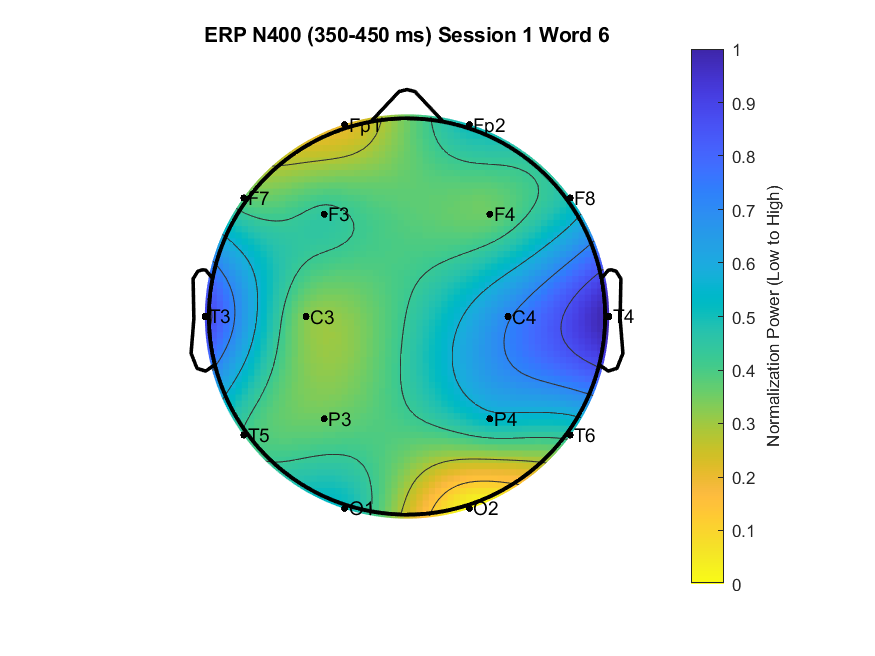 ERP N400 (350-450 ms) Session 1 Word 6
Fp1 Fp2
F7 F8
F3 F4
T3 C3 C4 T4
P3 P4
T5 T6
O1 O2
1
0.9
0.8
0.7
0.6
0.5
0.4
0.3
0.2
0.1
0
Normalization Power (Low to High)